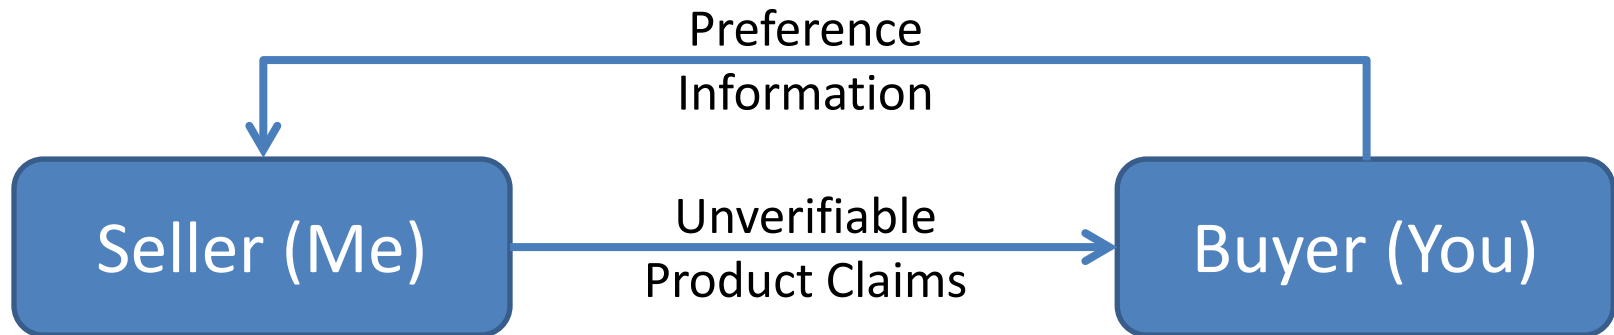 Preference
Information
Seller (Me)
Unverifiable
Product Claims
Buyer (You)